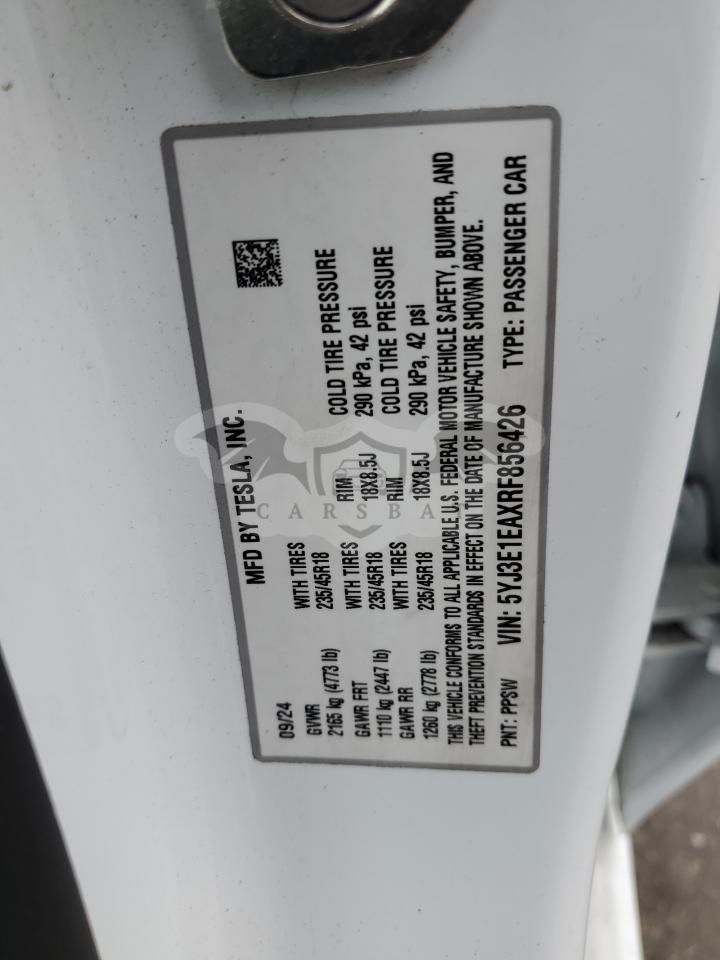 MFD BY TESLA, INC.
09/24
GVWR WITH TIRES RIM COLD TIRE PRESSURE
2165 kg (4773 lb) 235/45R18 18X8.5J 290 kPa, 42 psi
GAWR FRT WITH TIRES RIM COLD TIRE PRESSURE
1110 kg (2447 lb) 235/45R18 18X8.5J 290 kPa, 42 psi
GAWR RR WITH TIRES
1260 kg (2778 lb) 235/45R18
THIS VEHICLE CONFORMS TO ALL APPLICABLE U.S. FEDERAL MOTOR VEHICLE SAFETY, BUMPER, AND
THEFT PREVENTION STANDARDS IN EFFECT ON THE DATE OF MANUFACTURE SHOWN ABOVE.
PNT: PPSW VIN: 5YJ3E1EAXRF856426 TYPE: PASSENGER CAR
CARSBA